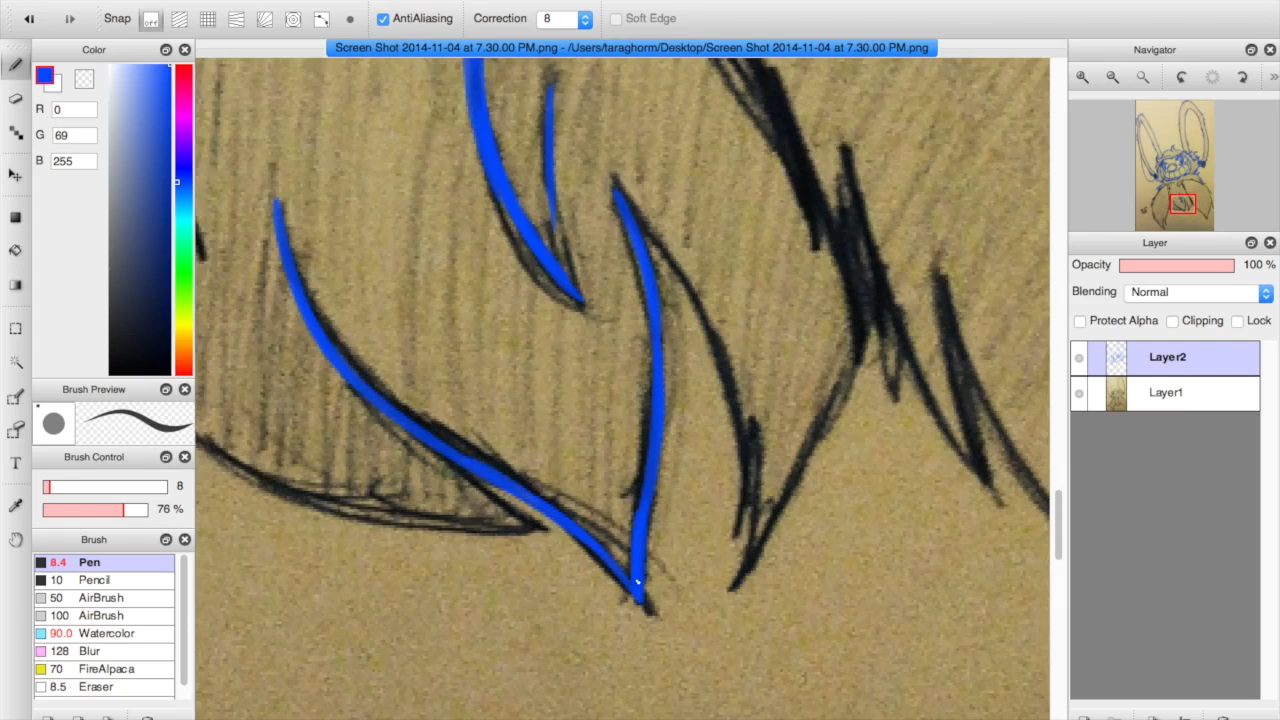 Snap off AntiAliasing Correction 8 Soft Edge
Screen Shot 2014-11-04 at 7.30.00 PM.png - /Users/taraghorm/Desktop/Screen Shot 2014-11-04 at 7.30.00 PM.png
Color
R 0
G 69
B 255
Brush Preview
Brush Control
8
76 %
Brush
8.4 Pen
10 Pencil
50 AirBrush
100 AirBrush
90.0 Watercolor
128 Blur
70 FireAlpaca
8.5 Eraser
T
Navigator
Layer
Opacity 100 %
Blending Normal
Protect Alpha Clipping Lock
Layer2
Layer1